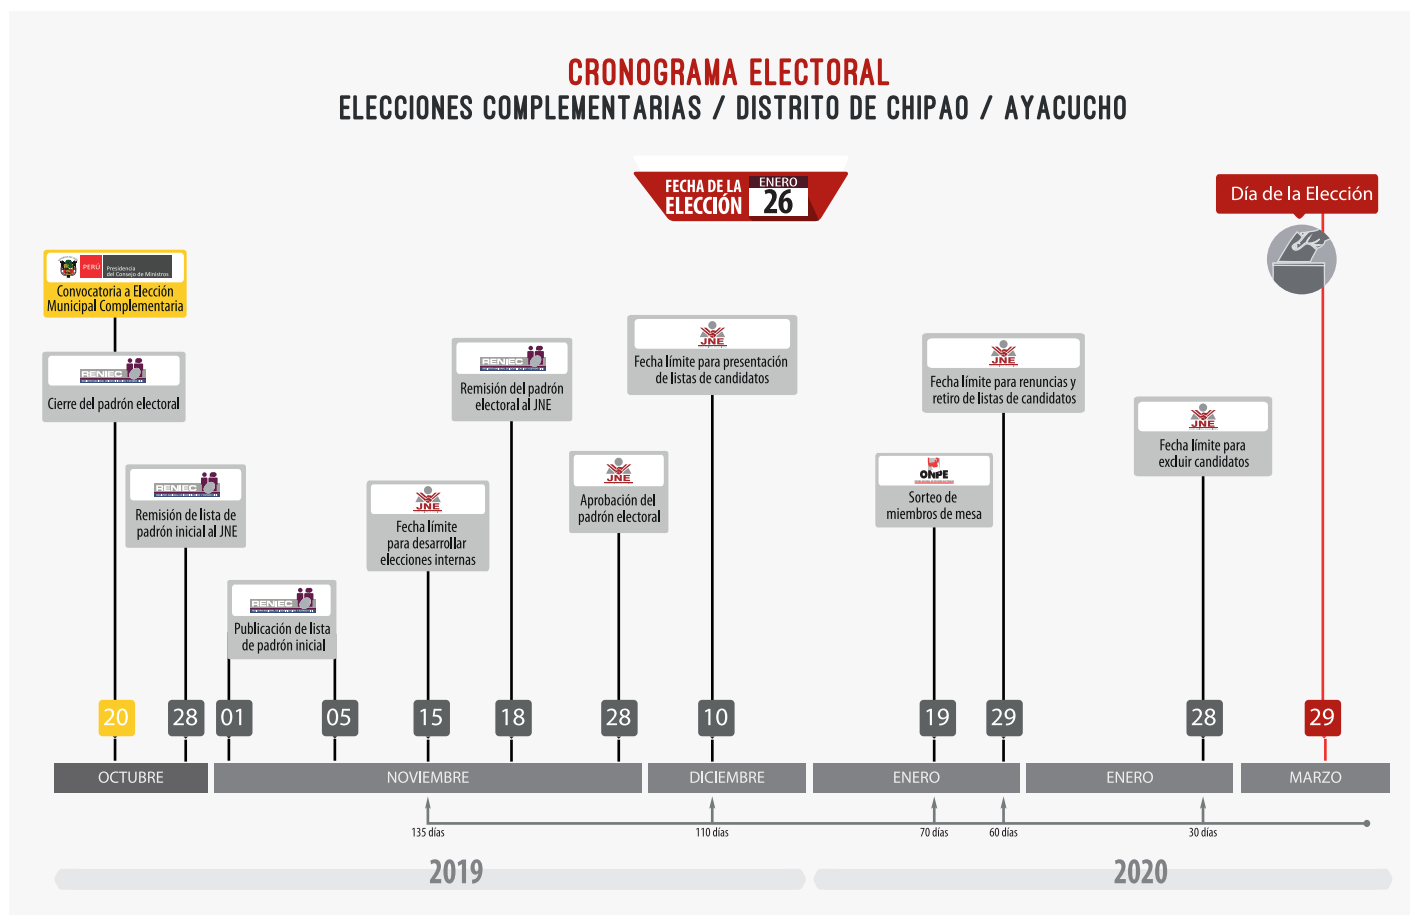 CRONOGRAMA ELECTORAL
ELECCIONES COMPLEMENTARIAS / DISTRITO DE CHIPAO / AYACUCHO
FECHA DE LA
ELECCIÓN
ENERO
26
Día de la Elección
PERÚ
Presidencia
del Consejo de Ministros
Convocatoria a Elección
Municipal Complementaria
RENIEC
Cierre del padrón electoral
RENIEC
Remisión de lista de
padrón inicial al JNE
RENIEC
Publicación de lista
de padrón inicial
JNE
Fecha límite
para desarrollar
elecciones internas
RENIEC
Remisión del padrón
electoral al JNE
JNE
Aprobación del
padrón electoral
JNE
Fecha límite para presentación
de listas de candidatos
ONPE
Sorteo de
miembros de mesa
JNE
Fecha límite para renuncias y
retiro de listas de candidatos
JNE
Fecha límite para
excluir candidatos
20
28
01
05
15
18
28
10
19
29
28
29
OCTUBRE
NOVIEMBRE
DICIEMBRE
ENERO
ENERO
MARZO
135 días
110 días
70 días
60 días
30 días
2019
2020